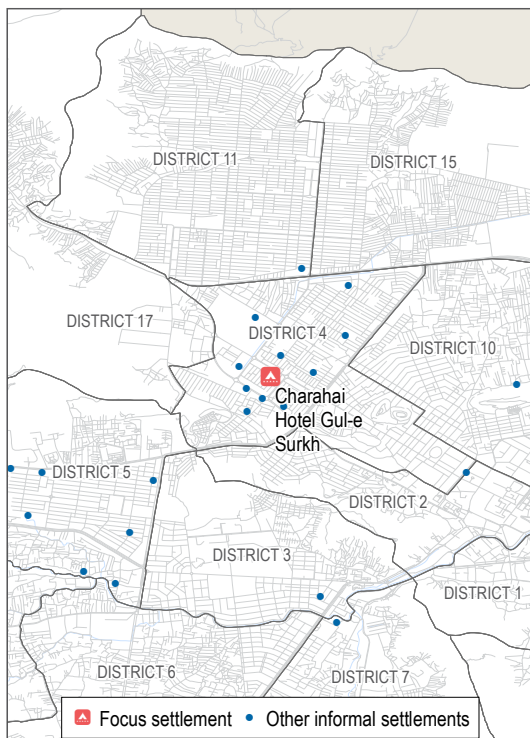 DISTRICT 11
DISTRICT 15
DISTRICT 17
DISTRICT 4
DISTRICT 10
Charahai
Hotel Gul-e
Surkh
DISTRICT 5
DISTRICT 2
DISTRICT 3
DISTRICT 1
DISTRICT 6
DISTRICT 7
Focus settlement
Other informal settlements